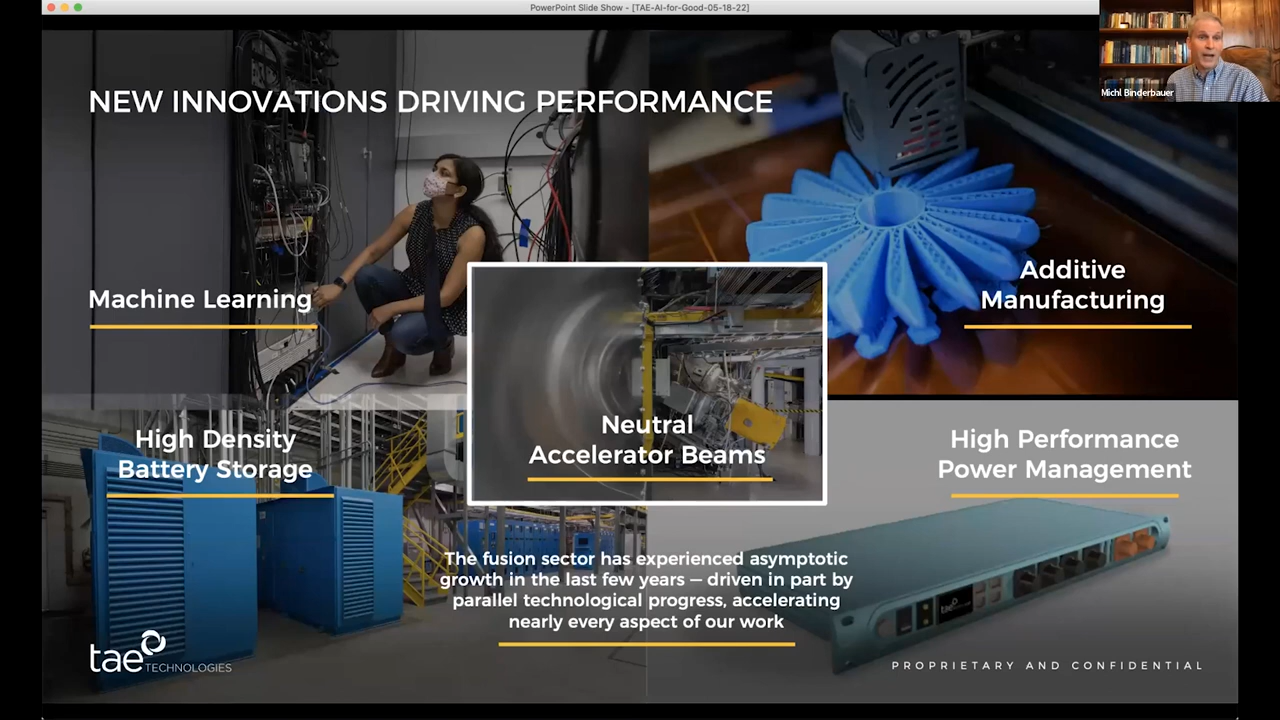 PowerPoint Slide Show - [TAE-AI-for-Good-05-18-22]
Michl Binderbauer
NEW INNOVATIONS DRIVING PERFORMANCE
Machine Learning
Additive
Manufacturing
High Density
Battery Storage
Neutral
Accelerator Beams
High Performance
Power Management
The fusion sector has experienced asymptotic
growth in the last few years — driven in part by
parallel technological progress, accelerating
nearly every aspect of our work
tae
tae TECHNOLOGIES
PROPRIETARY AND CONFIDENTIAL